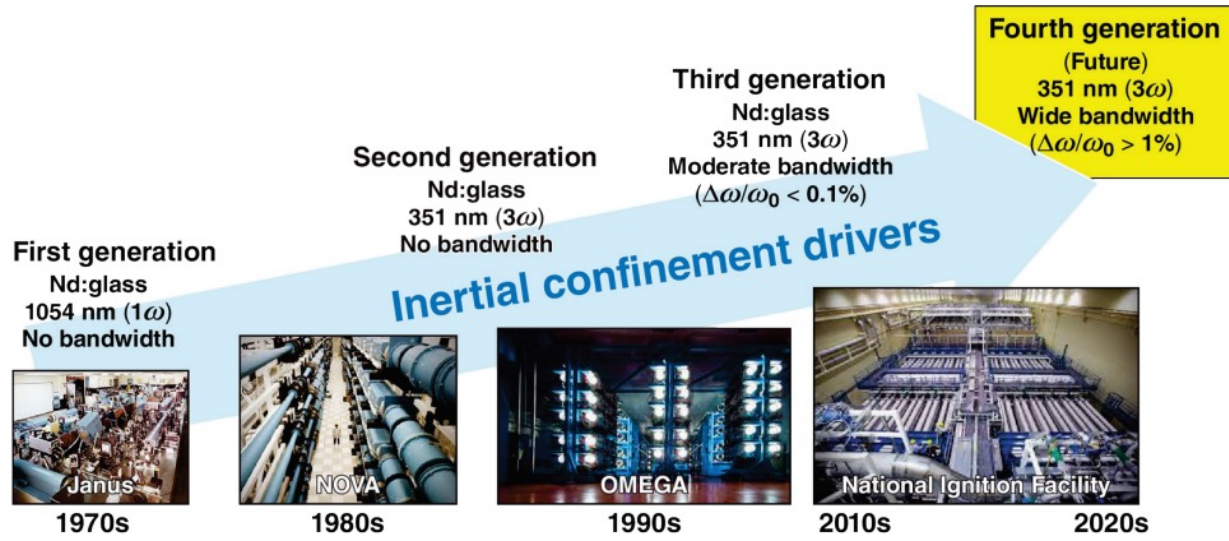 First generation
Nd:glass
1054 nm (1ω)
No bandwidth
Second generation
Nd:glass
351 nm (3ω)
No bandwidth
Third generation
Nd:glass
351 nm (3ω)
Moderate bandwidth
(Δω/ω₀ < 0.1%)
Fourth generation
(Future)
351 nm (3ω)
Wide bandwidth
(Δω/ω₀ > 1%)
Inertial confinement drivers
Janus
NOVA
OMEGA
National Ignition Facility
1970s
1980s
1990s
2010s
2020s